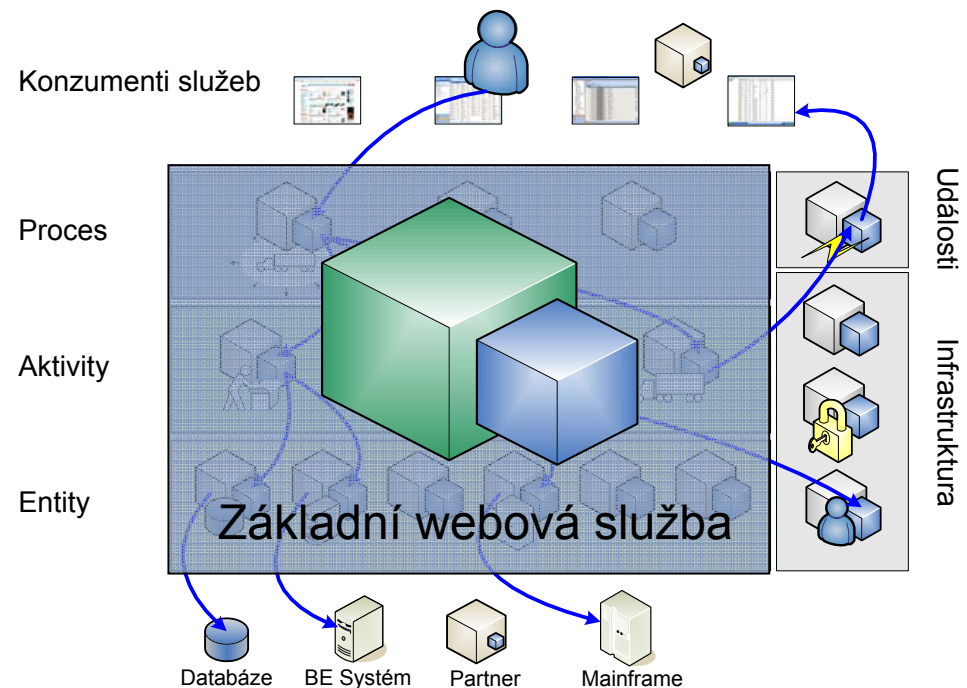 Konzumenti služeb
Proces
Události
Aktivity
Infrastruktura
Entity
Základní webová služba
Databáze
BE Systém
Partner
Mainframe